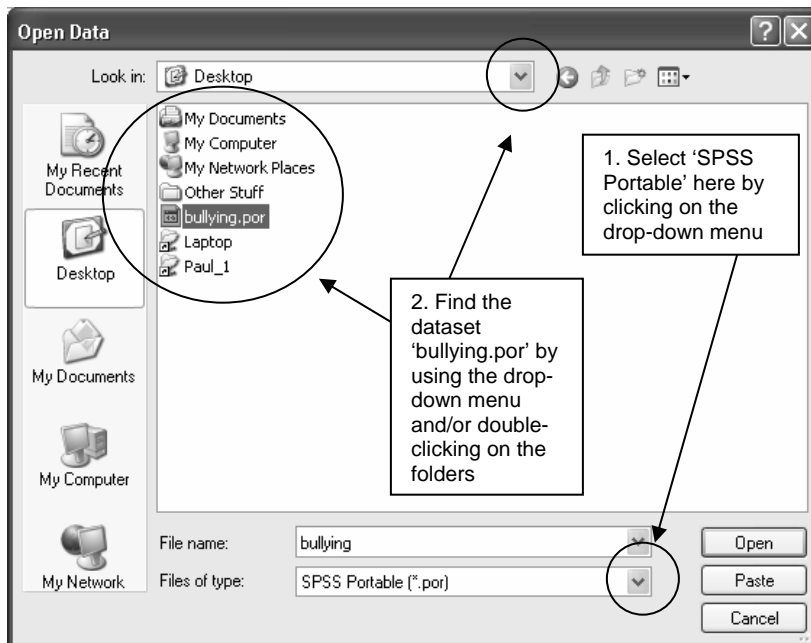 Open Data
Look in:
Desktop
My Recent
Documents
Desktop
My Documents
My Computer
My Network
My Documents
My Computer
My Network Places
Other Stuff
bullying.por
Laptop
Paul_1
1. Select ‘SPSS
Portable’ here by
clicking on the
drop-down menu
2. Find the
dataset
‘bullying.por’ by
using the drop-
down menu
and/or double-
clicking on the
folders
File name:
bullying
Open
Files of type:
SPSS Portable (*.por)
Paste
Cancel